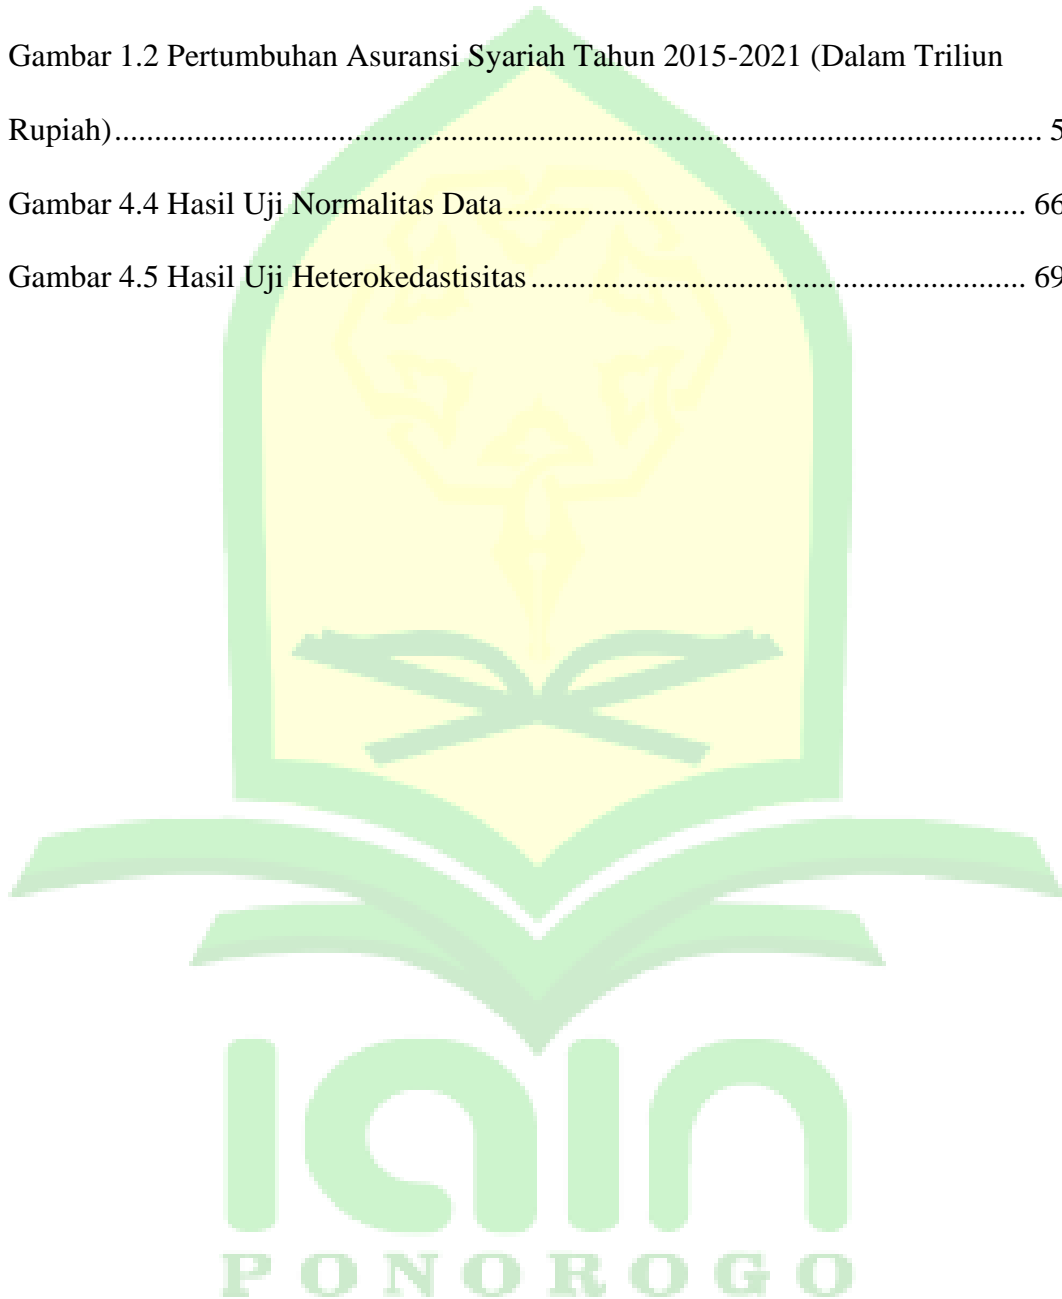 Gambar 1.2 Pertumbuhan Asuransi Syariah Tahun 2015-2021 (Dalam Triliun
Rupiah)........................................................................................................................ 5
Gambar 4.4 Hasil Uji Normalitas Data.................................................................... 66
Gambar 4.5 Hasil Uji Heterokedastisitas................................................................. 69
IAIN
PONOROGO